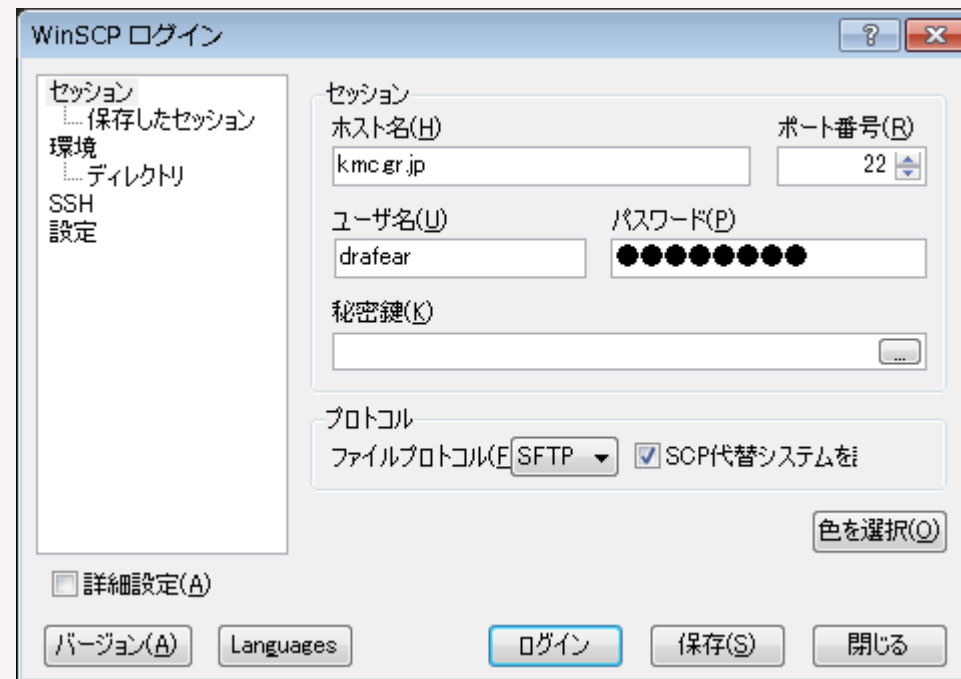 WinSCP ログイン
セッション
保存したセッション
環境
ディレクトリ
SSH
設定
セッション
ホスト名(H)
ポート番号(R)
kmc.gr.jp
22
ユーザ名(U)
パスワード(P)
drafear
●●●●●●●●
秘密鍵(K)
...
プロトコル
ファイルプロトコル(F
SFTP
SCP代替システムを
色を選択(O)
詳細設定(A)
バージョン(A)
Languages
ログイン
保存(S)
閉じる